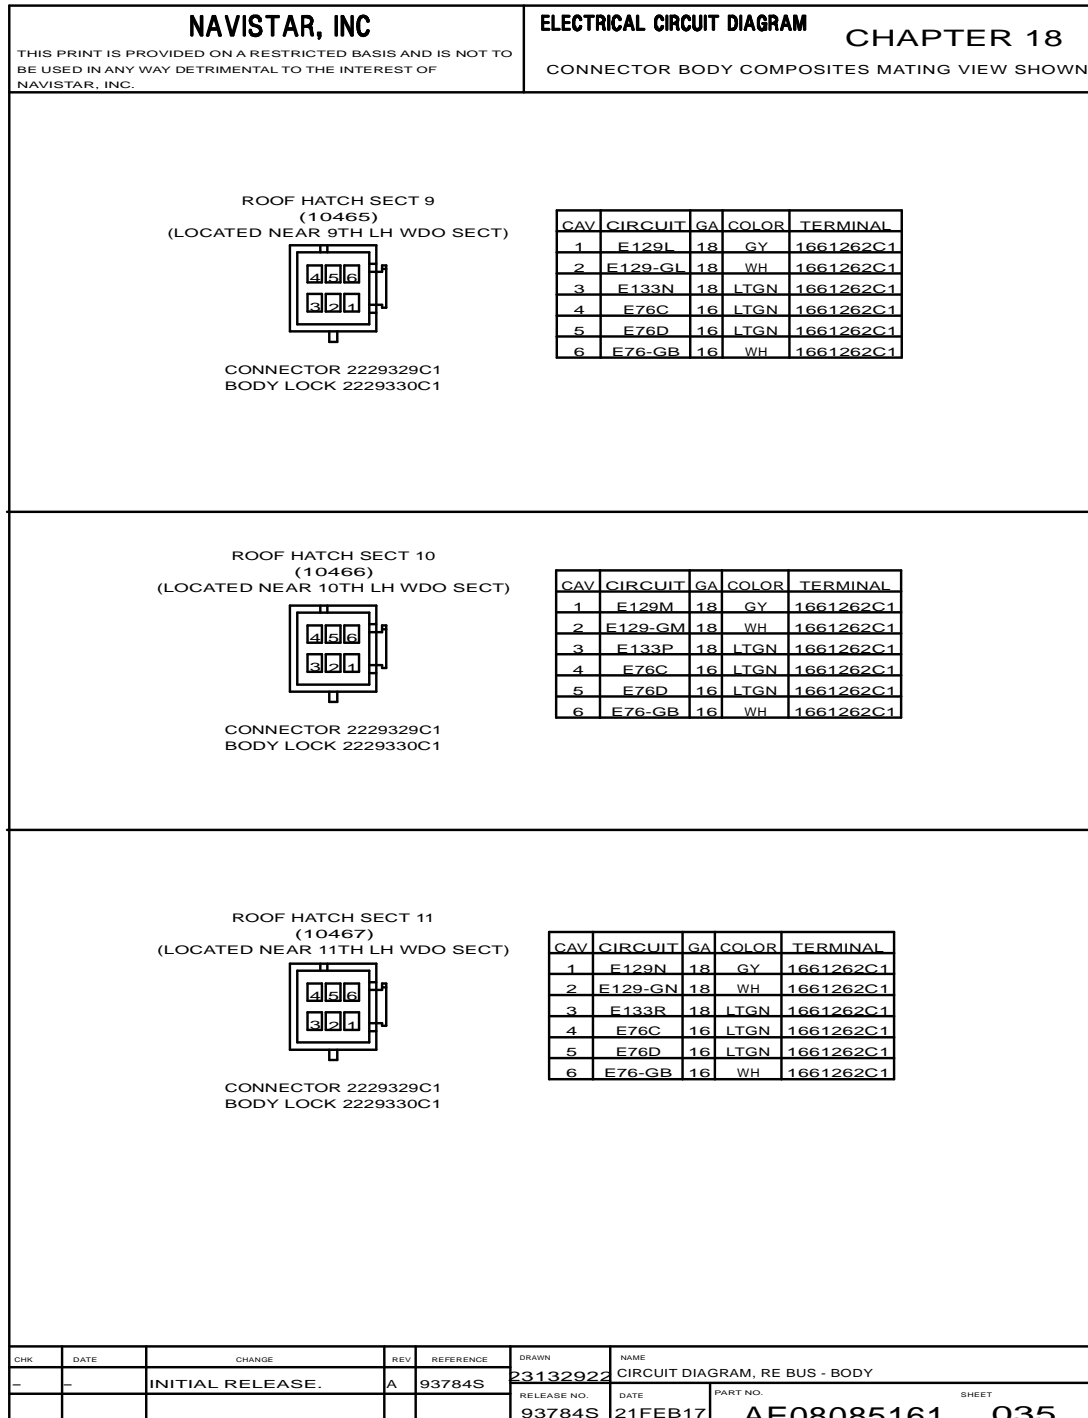 NAVISTAR, INC
THIS PRINT IS PROVIDED ON A RESTRICTED BASIS AND IS NOT TO
BE USED IN ANY WAY DETRIMENTAL TO THE INTEREST OF
NAVISTAR, INC.
ELECTRICAL CIRCUIT DIAGRAM
CHAPTER 18
CONNECTOR BODY COMPOSITES MATING VIEW SHOWN
ROOF HATCH SECT 9
(10465)
(LOCATED NEAR 9TH LH WDO SECT)
4 5 6
3 2 1
CONNECTOR 2229329C1
BODY LOCK 2229330C1
CAV CIRCUIT GA COLOR TERMINAL
1 E129L 18 GY 1661262C1
2 E129-GL 18 WH 1661262C1
3 E133N 18 LTGN 1661262C1
4 E76C 16 LTGN 1661262C1
5 E76D 16 LTGN 1661262C1
6 E76-GB 16 WH 1661262C1
ROOF HATCH SECT 10
(10466)
(LOCATED NEAR 10TH LH WDO SECT)
4 5 6
3 2 1
CONNECTOR 2229329C1
BODY LOCK 2229330C1
CAV CIRCUIT GA COLOR TERMINAL
1 E129M 18 GY 1661262C1
2 E129-GM 18 WH 1661262C1
3 E133P 18 LTGN 1661262C1
4 E76C 16 LTGN 1661262C1
5 E76D 16 LTGN 1661262C1
6 E76-GB 16 WH 1661262C1
ROOF HATCH SECT 11
(10467)
(LOCATED NEAR 11TH LH WDO SECT)
4 5 6
3 2 1
CONNECTOR 2229329C1
BODY LOCK 2229330C1
CAV CIRCUIT GA COLOR TERMINAL
1 E129N 18 GY 1661262C1
2 E129-GN 18 WH 1661262C1
3 E133R 18 LTGN 1661262C1
4 E76C 16 LTGN 1661262C1
5 E76D 16 LTGN 1661262C1
6 E76-GB 16 WH 1661262C1
CHK DATE CHANGE REV REFERENCE
– – INITIAL RELEASE. A 93784S
DRAWN
23132922
NAME
CIRCUIT DIAGRAM, RE BUS - BODY
RELEASE NO. DATE PART NO. SHEET
93784S 21FEB17 AE08085161 035